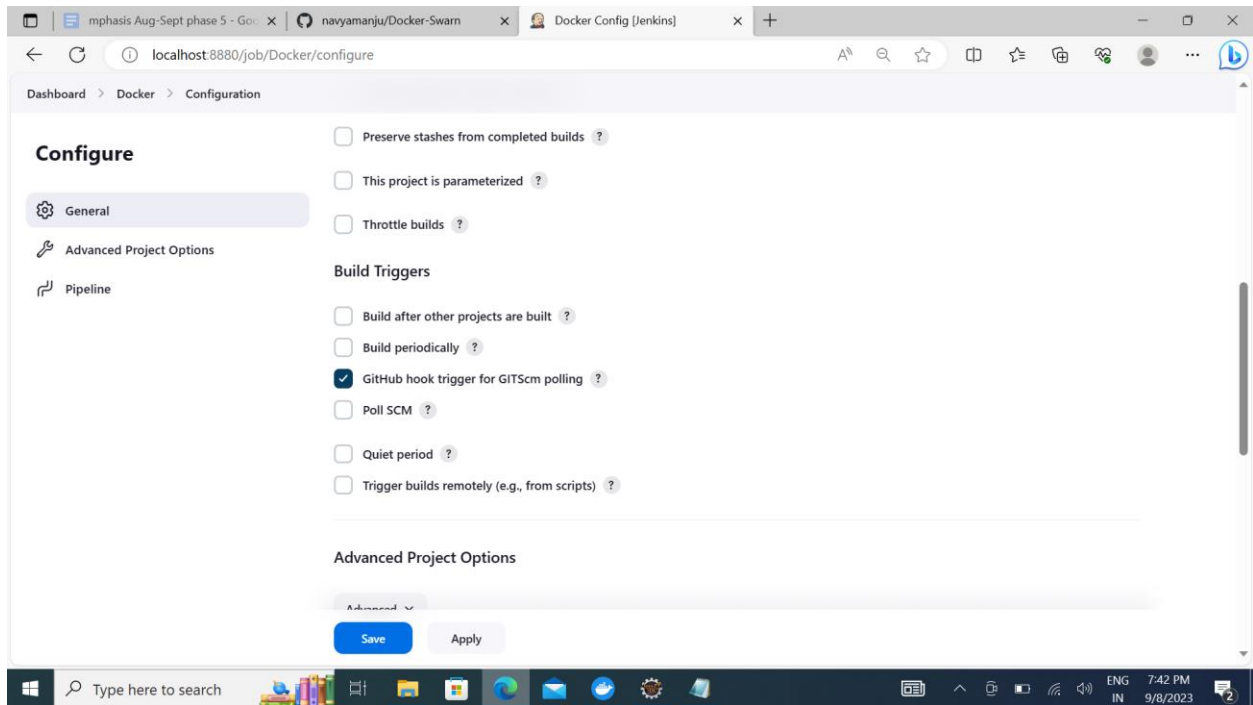 mphasis Aug-Sept phase 5 - Goo
navyamanju/Docker-Swarn
Docker Config [Jenkins]
localhost:8880/job/Docker/configure
Dashboard > Docker > Configuration
Configure
General
Advanced Project Options
Pipeline
Preserve stashes from completed builds ?
This project is parameterized ?
Throttle builds ?
Build Triggers
Build after other projects are built ?
Build periodically ?
GitHub hook trigger for GITScm polling ?
Poll SCM ?
Quiet period ?
Trigger builds remotely (e.g., from scripts) ?
Advanced Project Options
Advanced
Save Apply
Type here to search
ENG
IN
7:42 PM
9/8/2023
2